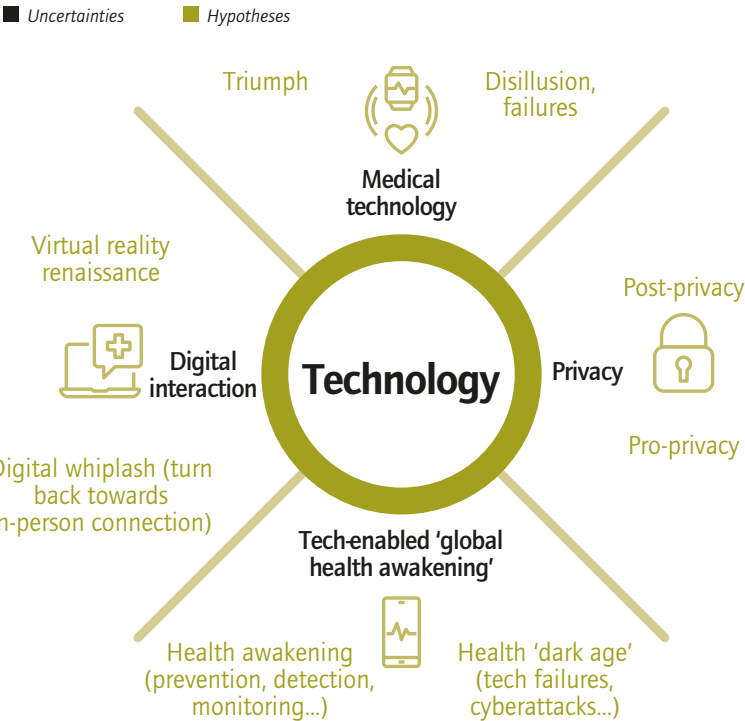 Uncertainties
Hypotheses
Triumph
Disillusion,
failures
Medical
technology
Virtual reality
renaissance
Post-privacy
Digital
interaction
Technology
Privacy
Pro-privacy
igital whiplash (turn
back towards
n-person connection)
Tech-enabled ‘global
health awakening’
Health awakening
(prevention, detection,
monitoring...)
Health ‘dark age’
(tech failures,
cyberattacks...)